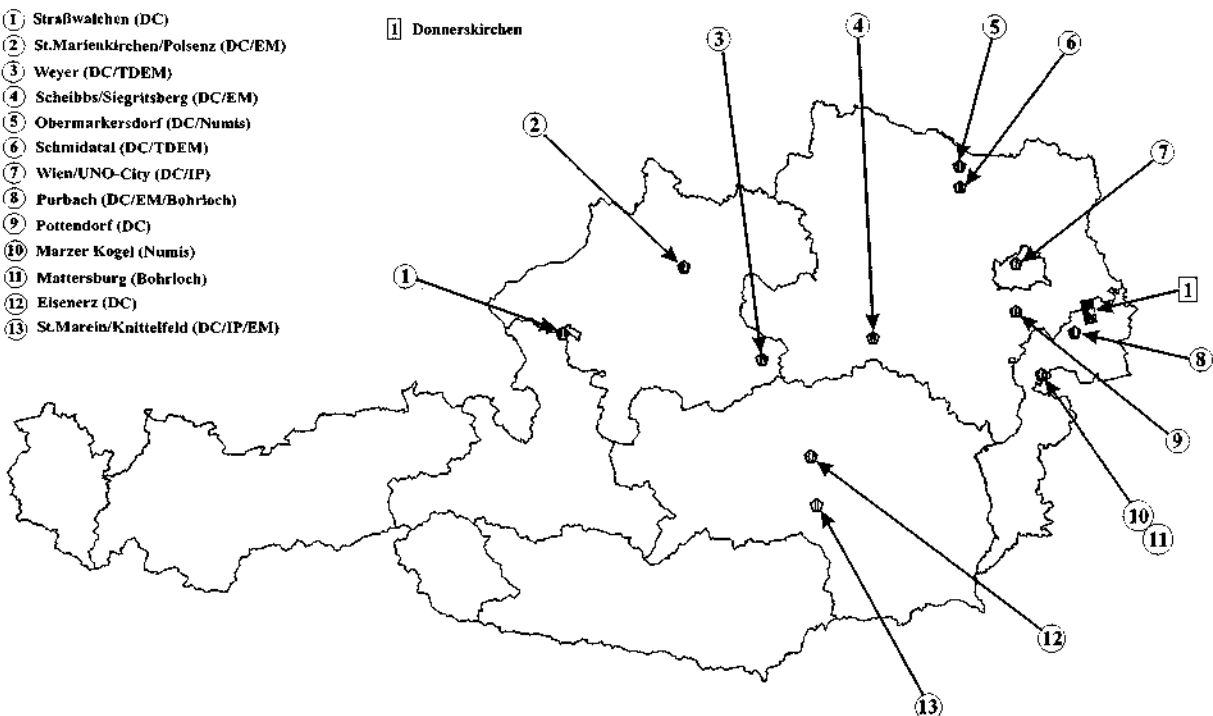 1 Straßwalchen (DC)
2 St.Marienkirchen/Polsenz (DC/EM)
3 Weyer (DC/TDEM)
4 Scheibbs/Siegritsberg (DC/EM)
5 Obermarkersdorf (DC/Numis)
6 Schmidatal (DC/TDEM)
7 Wien/UNO-City (DC/IP)
8 Purbach (DC/EM/Bohrloch)
9 Pottendorf (DC)
10 Marzer Kogel (Numis)
11 Mattersburg (Bohrloch)
12 Eisenerz (DC)
13 St.Marein/Knittelfeld (DC/IP/EM)
1 Donnerskirchen
3
4
5
6
2
7
1
1
8
9
10
11
12
13